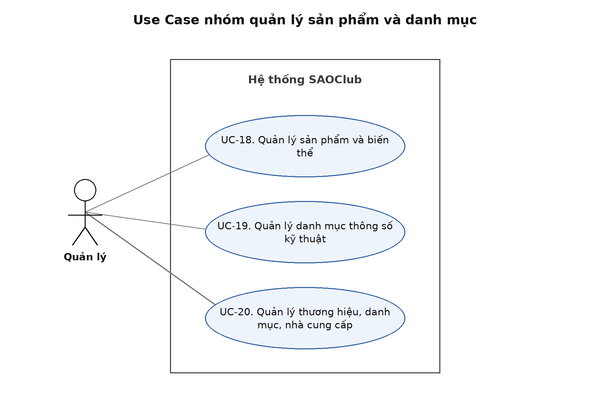 Use Case nhóm quản lý sản phẩm và danh mục
Hệ thống SAOClub
UC-18. Quản lý sản phẩm và biến
thể
UC-19. Quản lý danh mục thông số
kỹ thuật
Quản lý
UC-20. Quản lý thương hiệu, danh
mục, nhà cung cấp